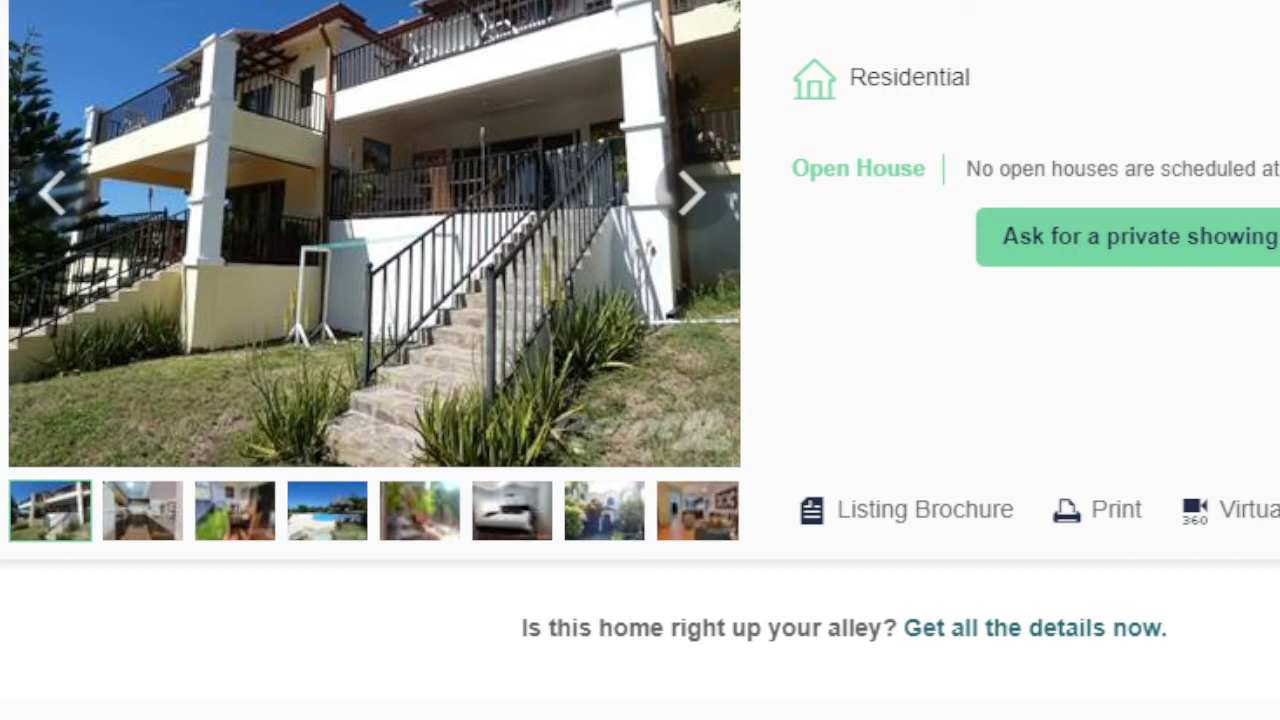 Residential
Open House
No open houses are scheduled at
Ask for a private showing
Listing Brochure
Print
360
Virtua
Is this home right up your alley? Get all the details now.